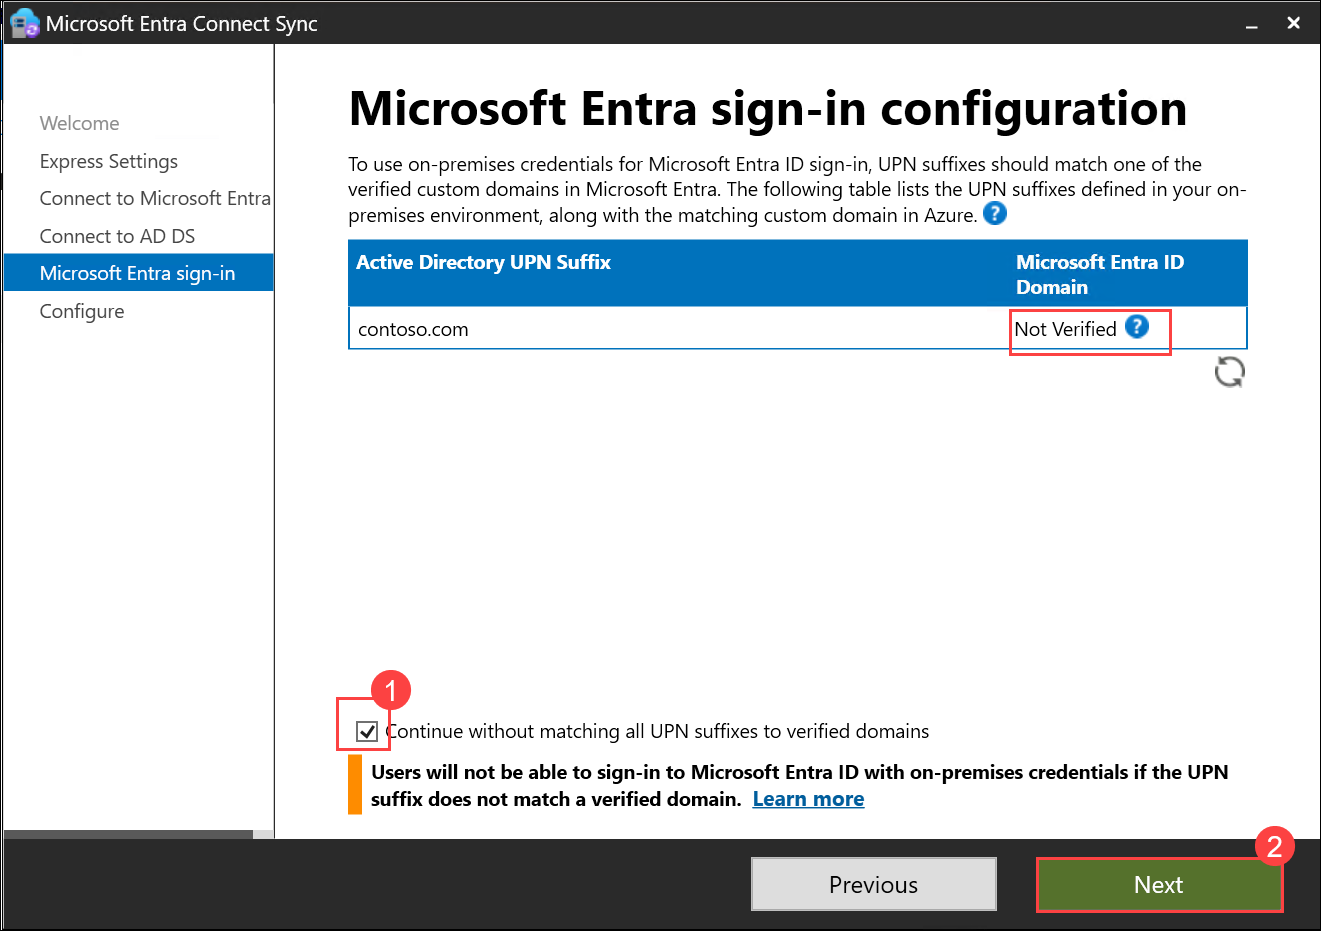 Microsoft Entra Connect Sync
Welcome
Express Settings
Connect to Microsoft Entra
Connect to AD DS
Microsoft Entra sign-in
Configure
Microsoft Entra sign-in configuration
To use on-premises credentials for Microsoft Entra ID sign-in, UPN suffixes should match one of the
verified custom domains in Microsoft Entra. The following table lists the UPN suffixes defined in your on-
premises environment, along with the matching custom domain in Azure. ?
Active Directory UPN Suffix
Microsoft Entra ID
Domain
contoso.com
Not Verified ?
1
Continue without matching all UPN suffixes to verified domains
Users will not be able to sign-in to Microsoft Entra ID with on-premises credentials if the UPN
suffix does not match a verified domain. Learn more
2
Previous
Next